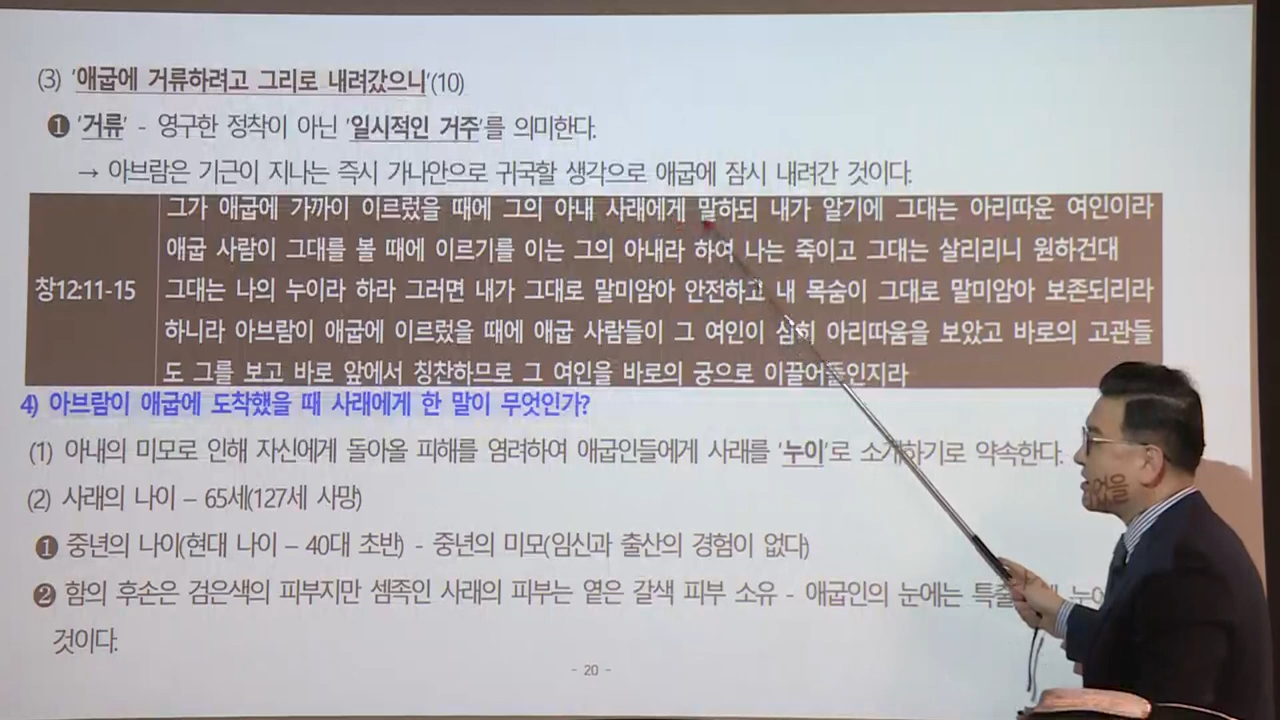 (3) '애굽에 거류하려고 그리로 내려갔으니'(10)
❶ '거류' - 영구한 정착이 아닌 '일시적인 거주'를 의미한다.
→ 아브람은 기근이 지나는 즉시 가나안으로 귀국할 생각으로 애굽에 잠시 내려간 것이다.
창12:11-15
그가 애굽에 가까이 이르렀을 때에 그의 아내 사래에게 말하되 내가 알기에 그대는 아리따운 여인이라
애굽 사람이 그대를 볼 때에 이르기를 이는 그의 아내라 하여 나는 죽이고 그대는 살리리니 원하건대
그대는 나의 누이라 하라 그러면 내가 그대로 말미암아 안전하고 내 목숨이 그대로 말미암아 보존되리라
하니라 아브람이 애굽에 이르렀을 때에 애굽 사람들이 그 여인이 심히 아리따움을 보았고 바로의 고관들
도 그를 보고 바로 앞에서 칭찬하므로 그 여인을 바로의 궁으로 이끌어들인지라
4) 아브람이 애굽에 도착했을 때 사래에게 한 말이 무엇인가?
(1) 아내의 미모로 인해 자신에게 돌아올 피해를 염려하여 애굽인들에게 사래를 '누이'로 소개하기로 약속한다.
(2) 사래의 나이 – 65세(127세 사망)
❶ 중년의 나이(현대 나이 – 40대 초반) - 중년의 미모(임신과 출산의 경험이 없다)
❷ 함의 후손은 검은색의 피부지만 셈족인 사래의 피부는 옅은 갈색 피부 소유 - 애굽인의 눈에는
것이다.
- 20 -